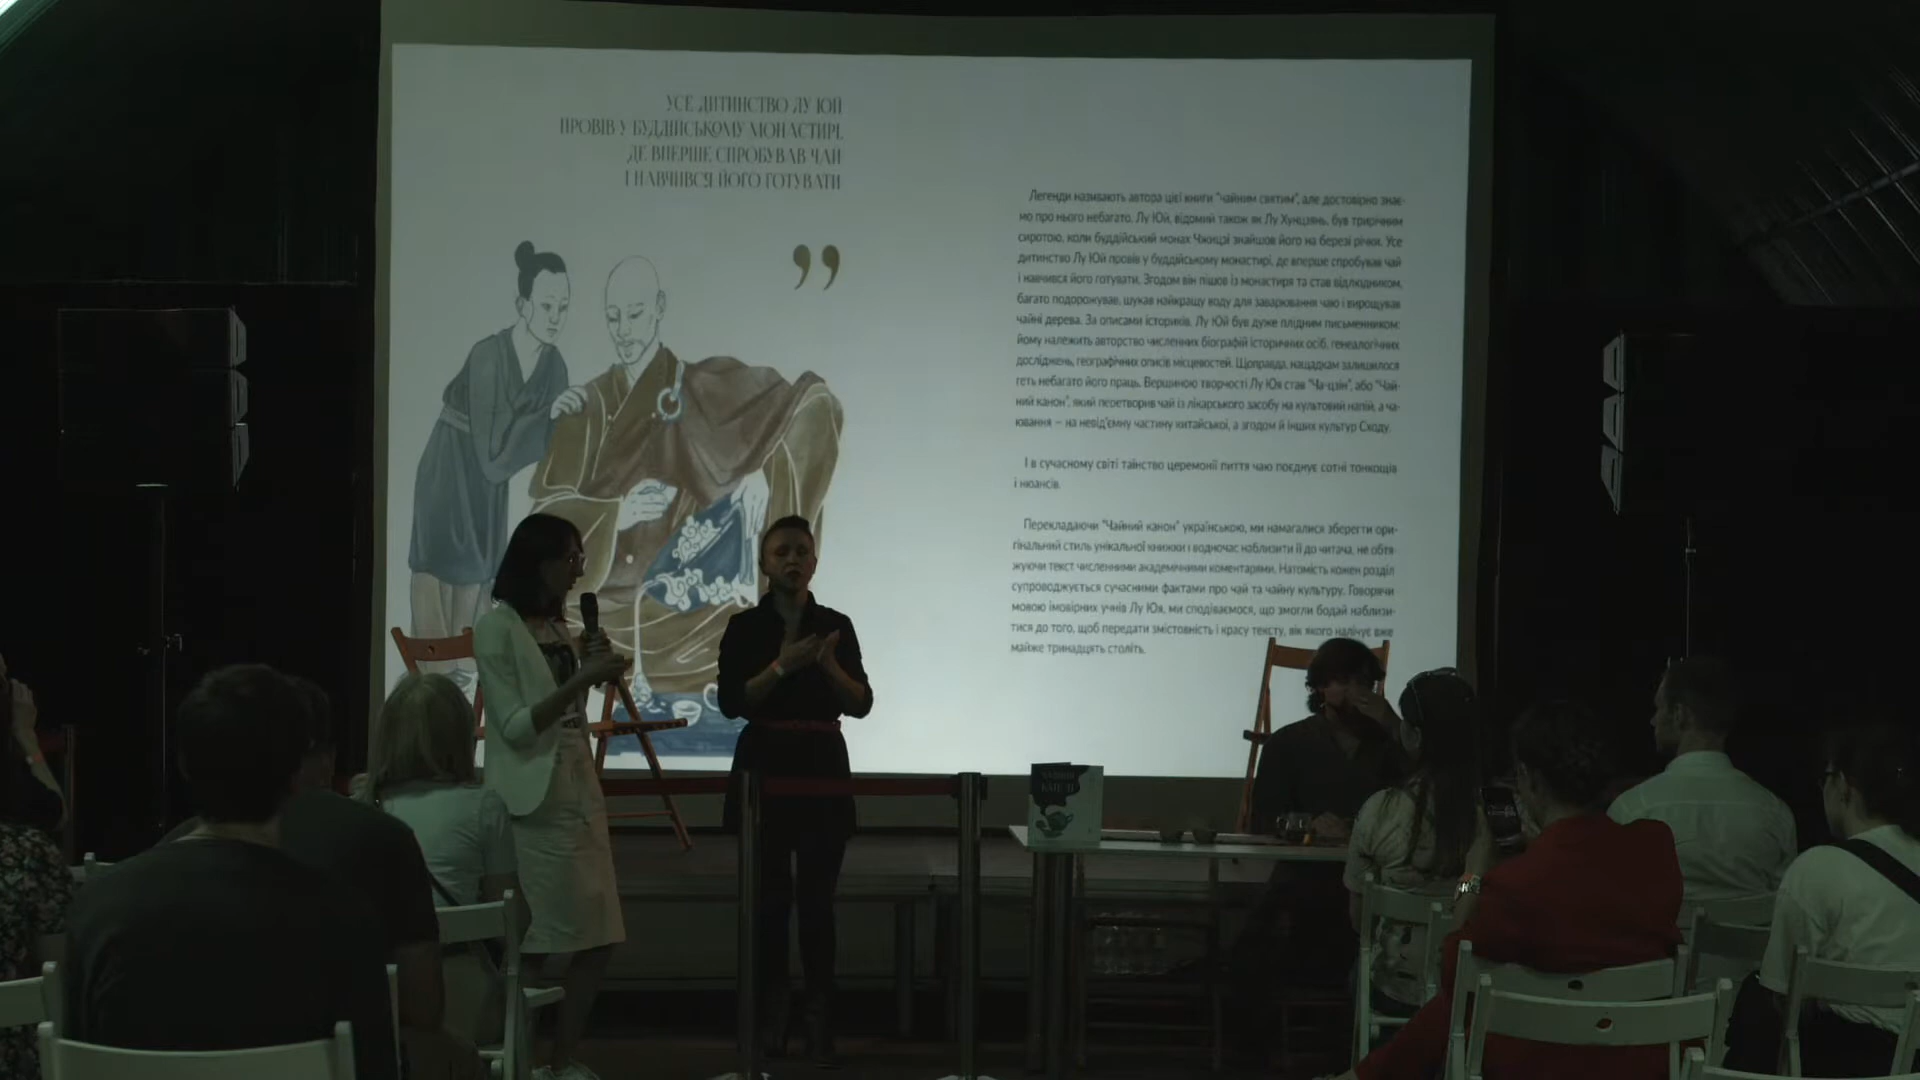 УСЕ ДИТИНСТВО ЛУ ЮЙ
ПРОВІВ У БУДДІЙСЬКОМУ МОНАСТИРІ,
ДЕ ВПЕРШЕ СПРОБУВАВ ЧАЙ
І НАВЧИВСЯ ЙОГО ГОТУВАТИ
”
Легенди називають автора цієї книги "чайним святим", але достовірно знає-
мо про нього небагато. Лу Юй, відомий також як Лу Хунцзянь, був трирічним
сиротою, коли буддійський монах Чжицзі знайшов його на березі річки. Усе
дитинство Лу Юй провів у буддійському монастирі, де вперше спробував чай
і навчився його готувати. Згодом він пішов із монастиря та став відлюдником,
багато подорожував, шукав найкращу воду для заварювання чаю і вирощував
чайні дерева. За описами істориків, Лу Юй був дуже плідним письменником:
йому належить авторство численних біографій історичних осіб, генеалогічних
досліджень, географічних описів місцевостей. Щоправда, нащадкам залишилося
геть небагато його праць. Вершиною творчості Лу Юя став "Ча-цзін", або "Чай-
ний канон", який перетворив чай із лікарського засобу на культовий напій, а ча-
ювання – на невід'ємну частину китайської, а згодом й інших культур Сходу.
І в сучасному світі таїнство церемонії пиття чаю поєднує сотні тонкощів
і нюансів.
Перекладаючи "Чайний канон" українською, ми намагалися зберегти ори-
гінальний стиль унікальної книжки і водночас наблизити її до читача, не обтя-
жуючи текст численними академічними коментарями. Натомість кожен розділ
супроводжується сучасними фактами про чай та чайну культуру. Говорячи
мовою імовірних учнів Лу Юя, ми сподіваємося, що змогли бодай наблизи-
тися до того, щоб передати змістовність і красу тексту, вік якого налічує вже
майже тринадцять століть.
ЧАЙНИЙ
КАНОН